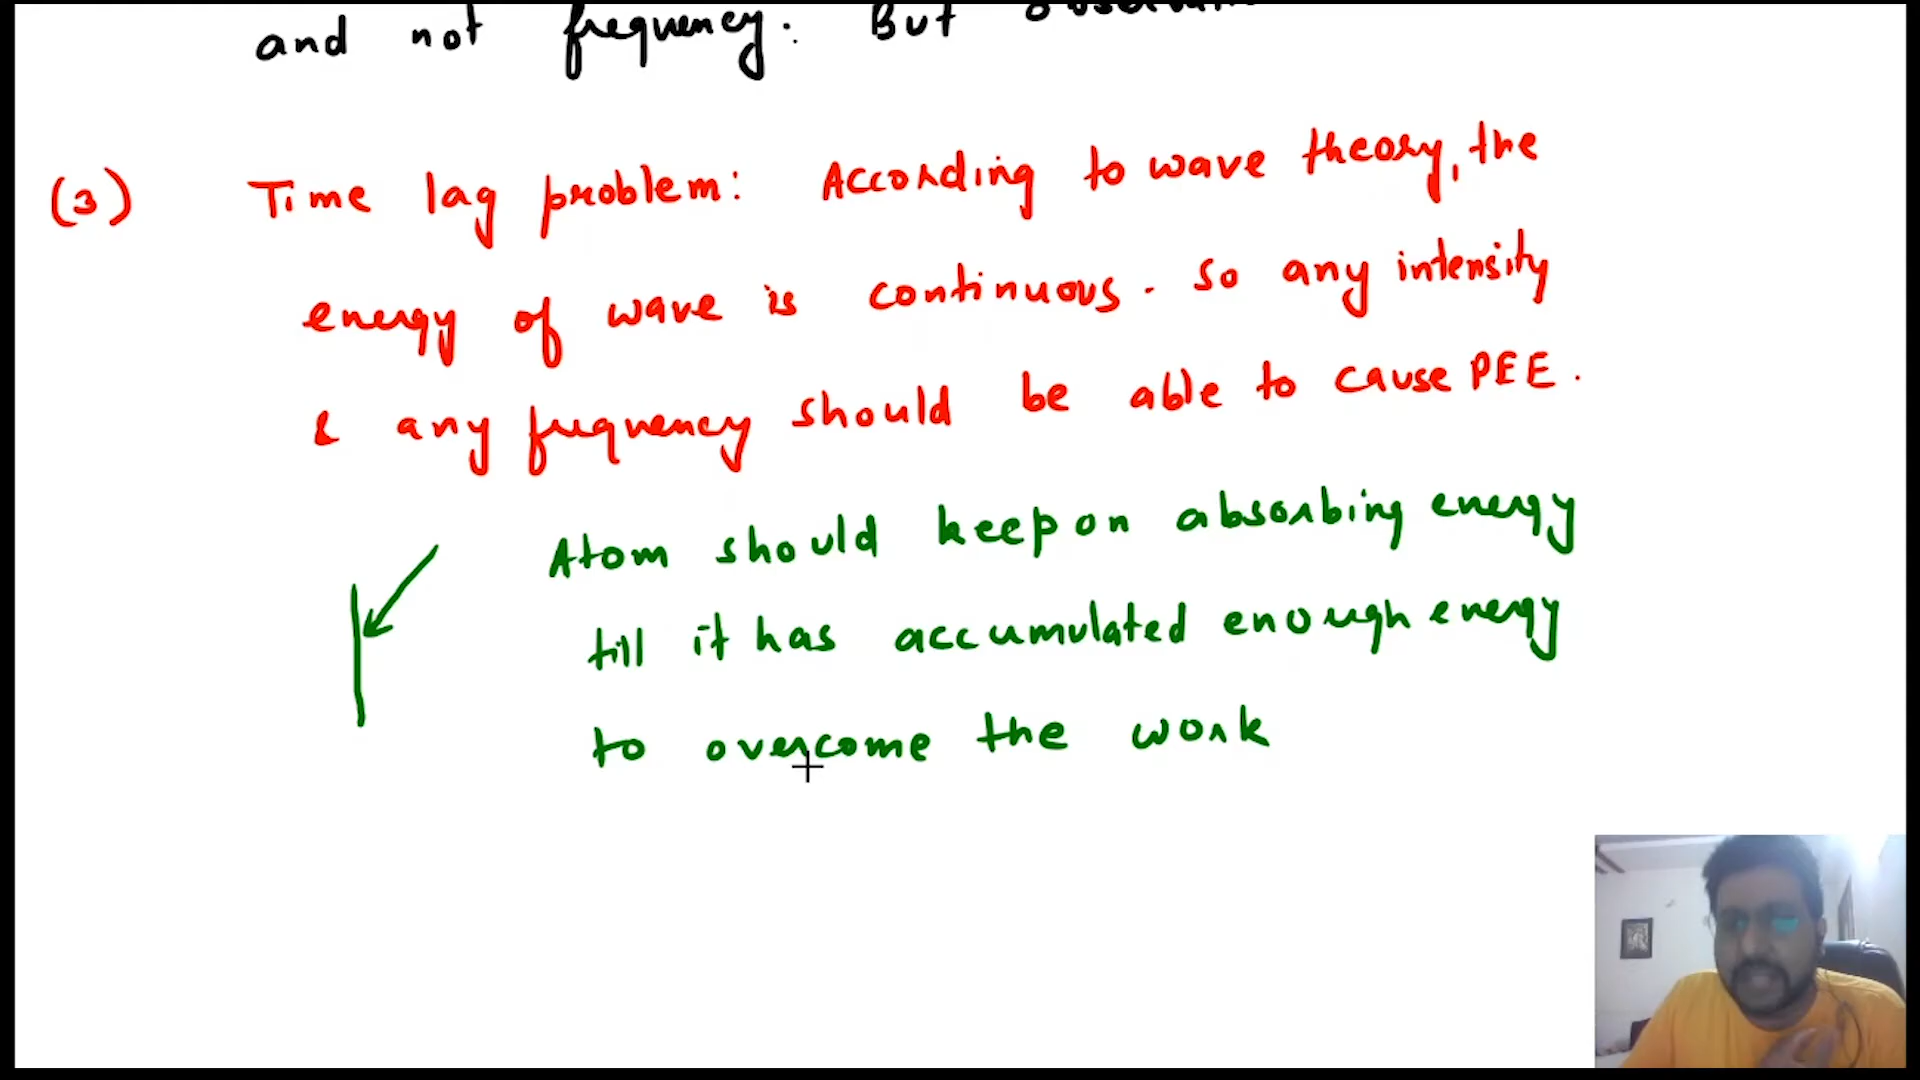 and not frequency. But
(3) Time lag problem: According to wave theory, the
energy of wave is continuous. So any intensity
& any frequency should be able to cause PEE.
Atom should keep on absorbing energy
till it has accumulated enough energy
to overcome the work